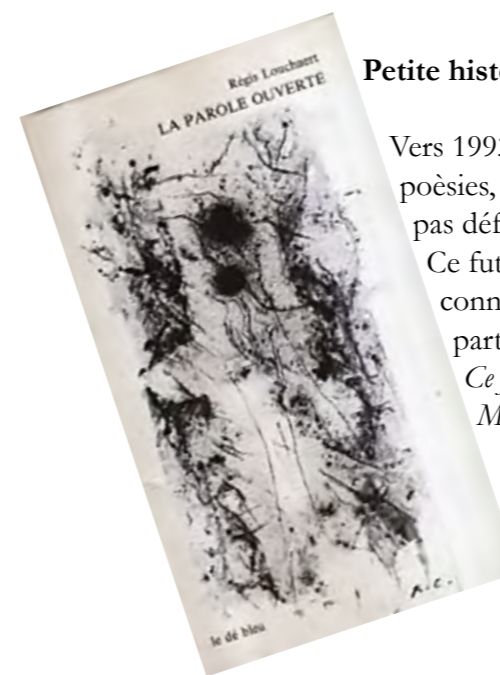 Régis Louchaert
LA PAROLE OUVERTE
A.C.
le dé bleu
Petite hist
Vers 199
poèsies,
pas déf
Ce fut
conn
part
Ce
M